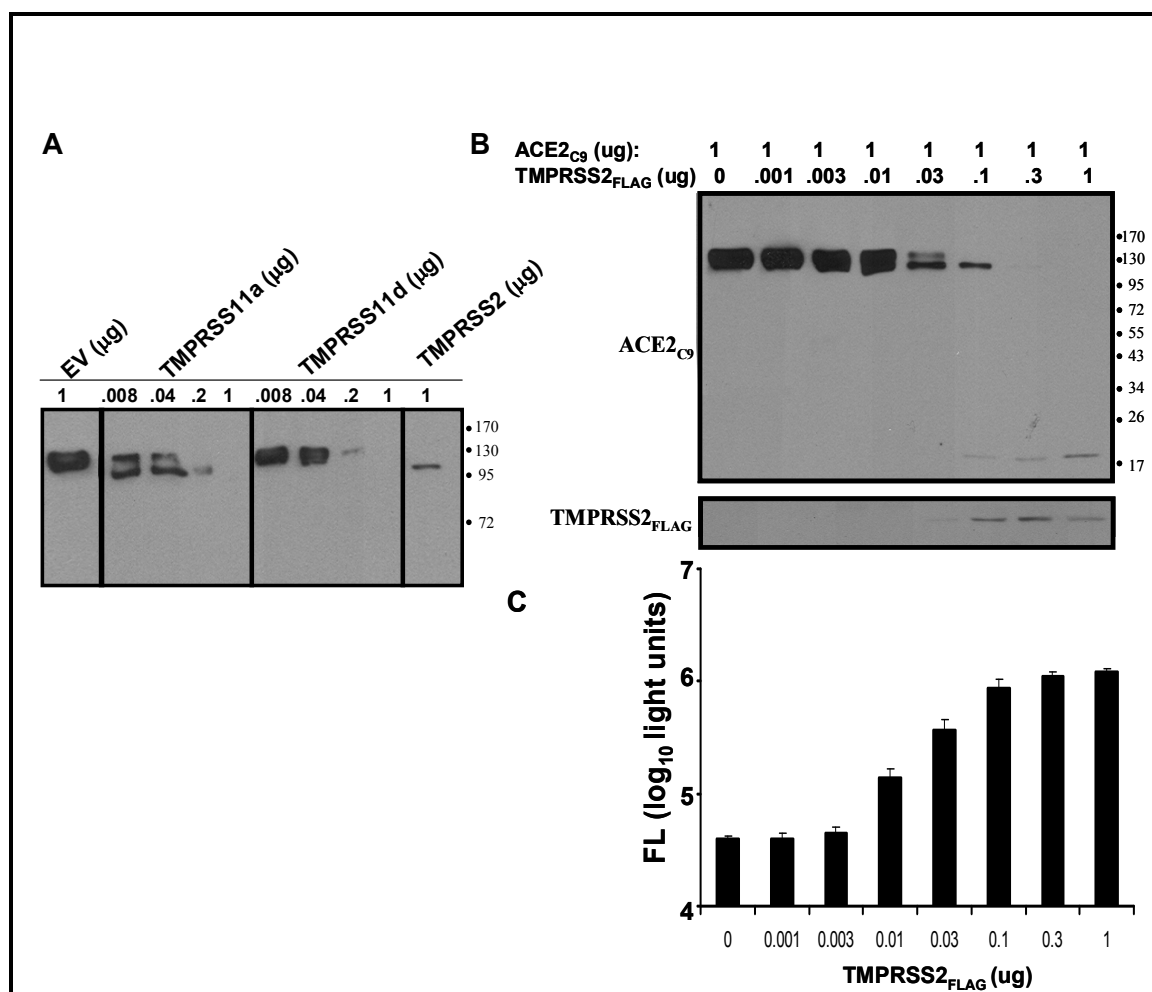 A
EV (µg)
TMPRSS11a (µg)
TMPRSS11d (µg)
TMPRSS2 (µg)
1 .008 .04 .2 1 .008 .04 .2 1 1
170
130
95
72
B
ACE2C9 (ug): 1 1 1 1 1 1 1 1
TMPRSS2FLAG (ug) 0 .001 .003 .01 .03 .1 .3 1
ACE2C9
170
130
95
72
55
43
34
26
17
TMPRSS2FLAG
C
FL (log10 light units)
7
6
5
4
0 0.001 0.003 0.01 0.03 0.1 0.3 1
TMPRSS2FLAG (ug)